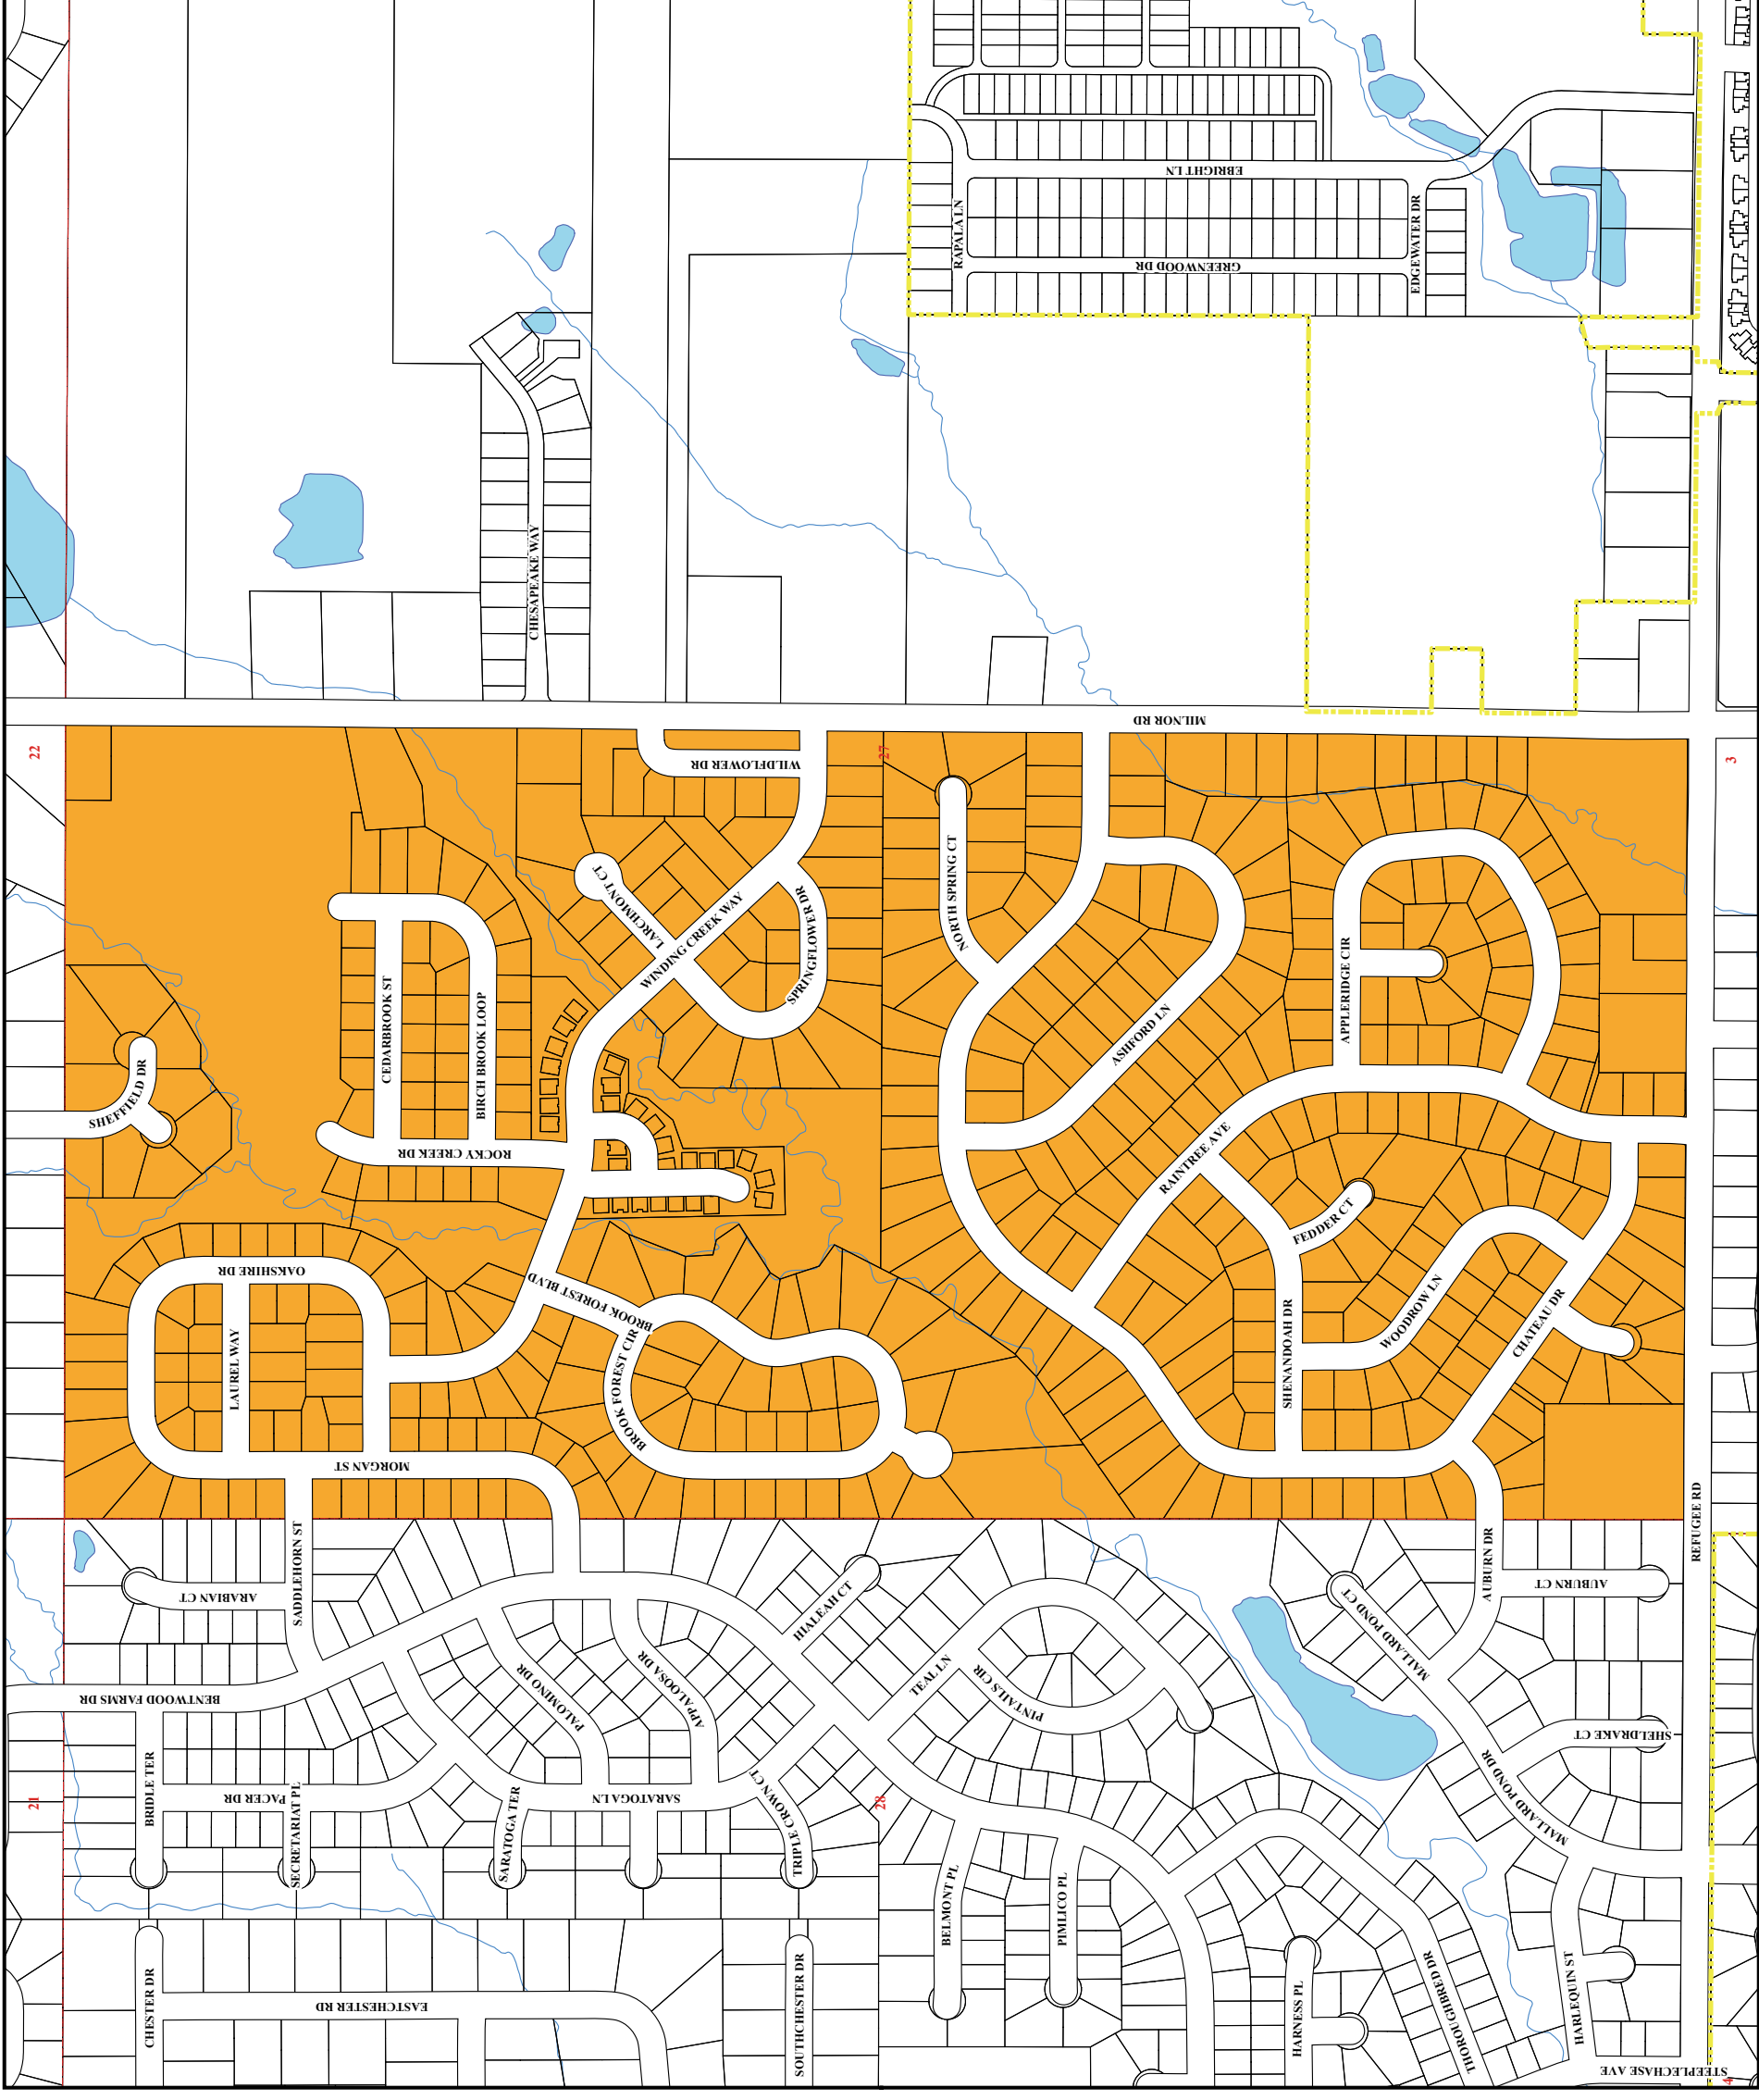 EBRIGHT LN
RAPALA LN
EDGEWATER DR
GREENWOOD DR
CHESAPEAKE WAY
MILNOR RD
22
27
3
WILDFLOWER DR
LARCHMONT CT
WINDING CREEK WAY
SPRINGFLOWER DR
NORTH SPRING CT
APPLERIDGE CIR
CEDARBROOK ST
BIRCH BROOK LOOP
ASHFORD LN
SHEFFIELD DR
ROCKY CREEK DR
RAINTREE AVE
FEDDER CT
OAKSHIRE DR
BROOK FOREST BLVD
LAUREL WAY
BROOK FOREST CIR
SHENANDOAH DR
WOODROW LN
CHATEAU DR
MORGAN ST
REFUGEE RD
SADDLEHORN ST
ARABIAN CT
HIALEAH CT
AUBURN DR
AUBURN CT
MALLARD POND CT
BENTWOOD FARMS DR
PALOMINO DR
APPALOOSA DR
TEAL LN
PINTAILS CIR
SHELDRAKE CT
21
BRIDLE TER
PACER DR
SECRETARIAT PL
SARATOGA TER
SARATOGA LN
TRIPLE CROWN CT
28
MALLARD POND DR
BELMONT PL
PIMLICO PL
CHESTER DR
EASTCHESTER RD
SOUTHCHESTER DR
HARNESS PL
THOROUGHBRED DR
HARLEQUIN ST
STEEPLECHASE AVE
4